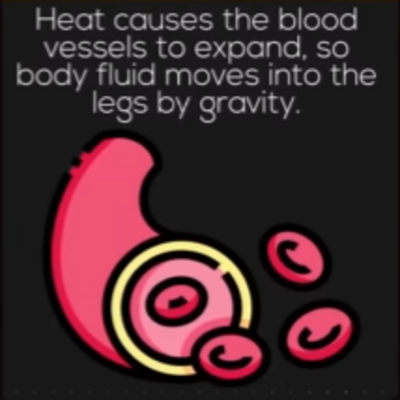 Heat causes the blood
vessels to expand, so
body fluid moves into the
legs by gravity.